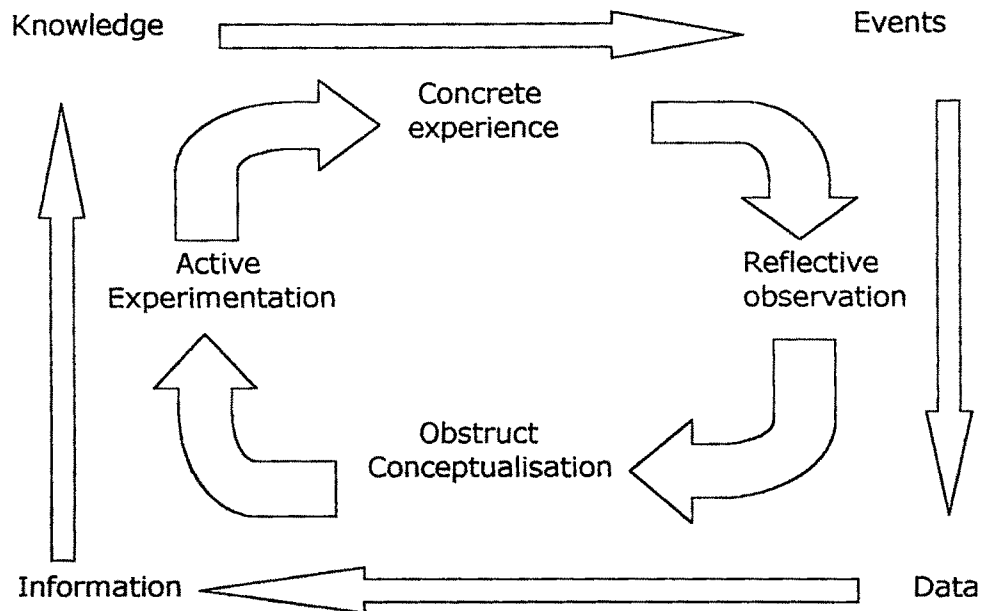 Knowledge
Events
Concrete
experience
Active
Experimentation
Reflective
observation
Obstruct
Conceptualisation
Information
Data